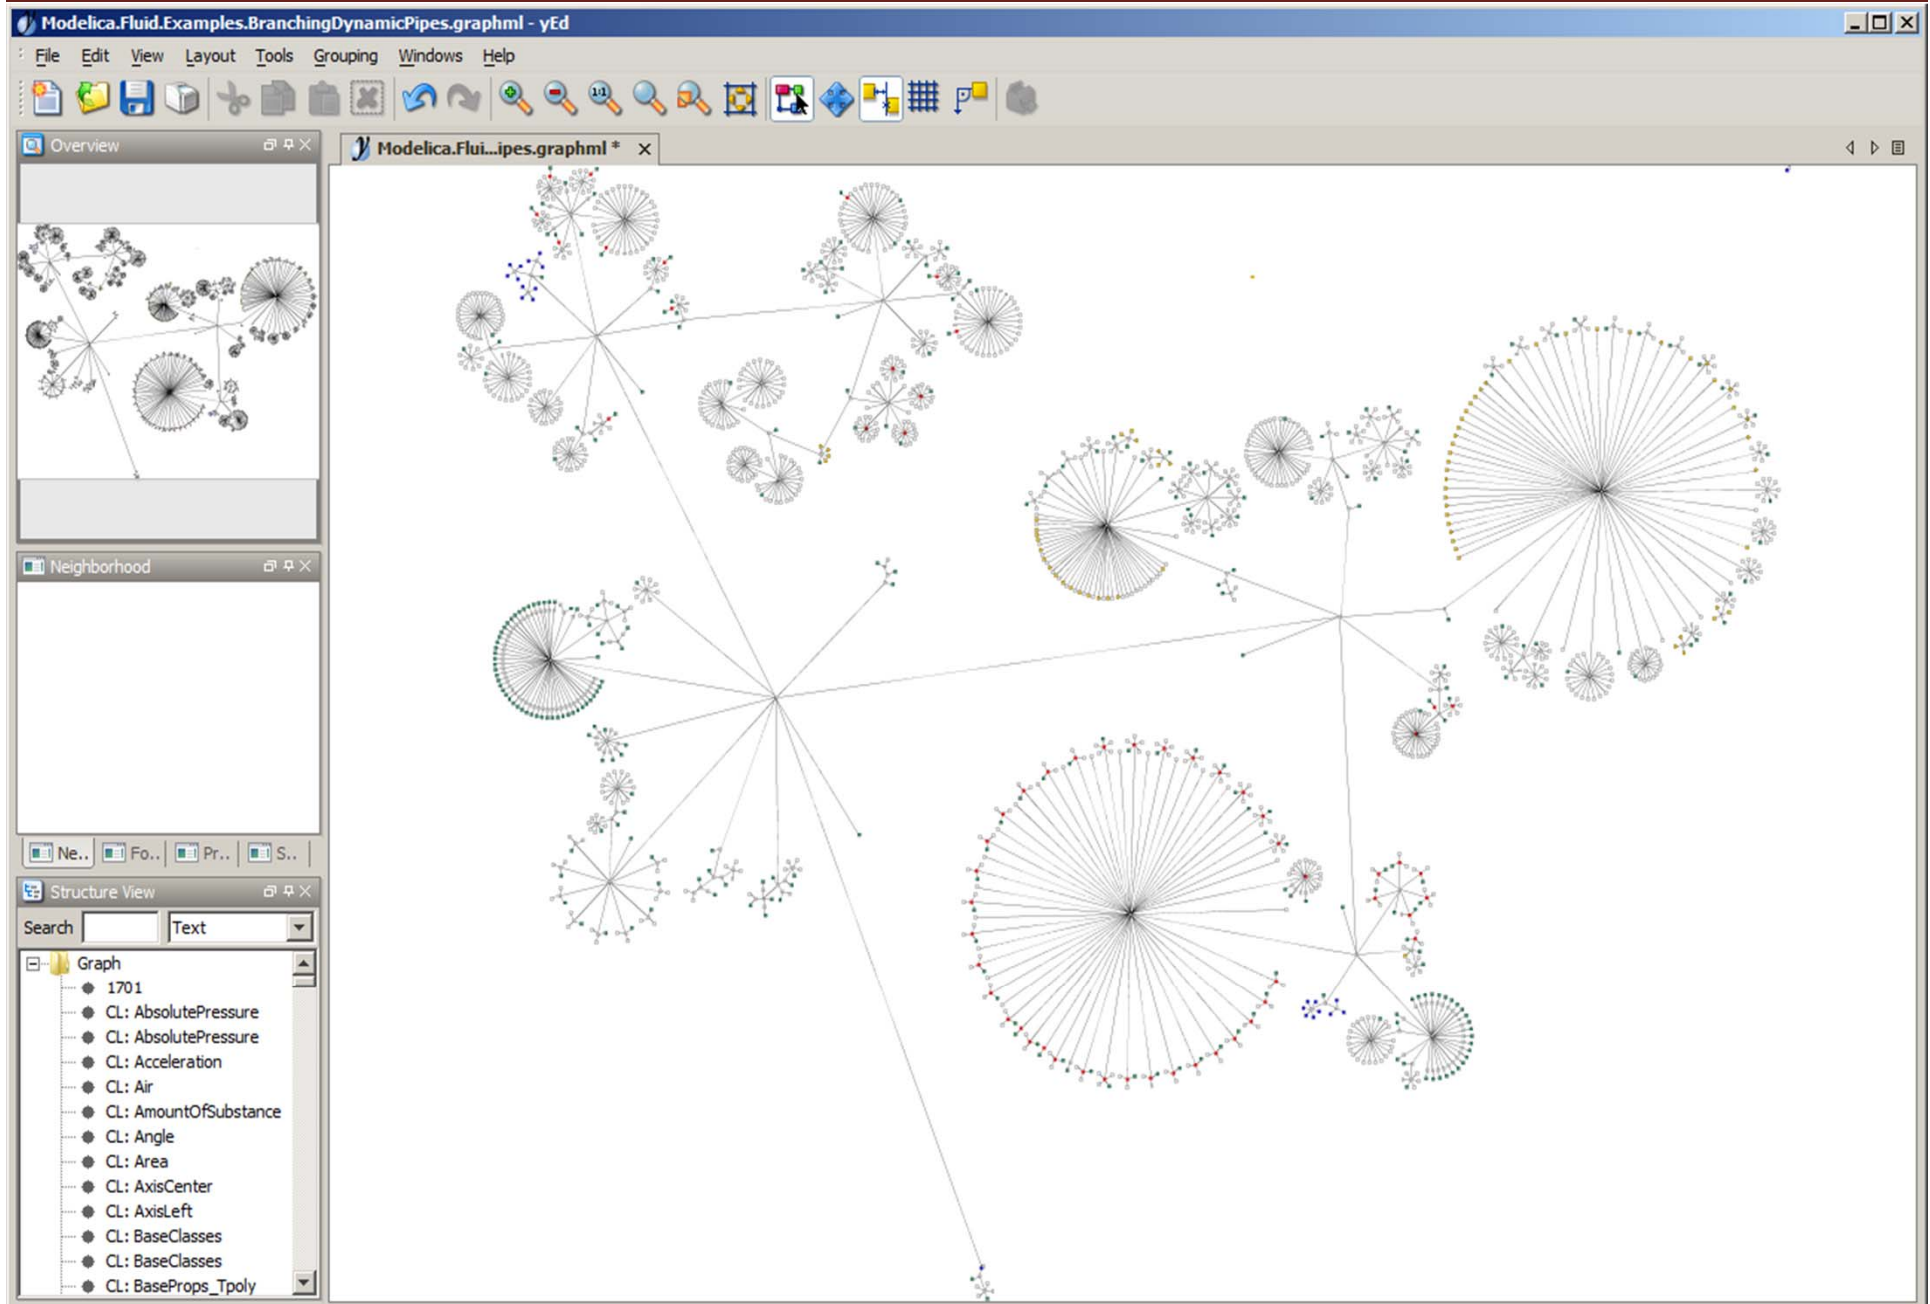 Modelica.Fluid.Examples.BranchingDynamicPipes.graphml - yEd
File Edit View Layout Tools Grouping Windows Help
1:1
Overview
Modelica.Flui...ipes.graphml *
Neighborhood
Ne.. Fo.. Pr.. S..
Structure View
Search Text
Graph
1701
CL: AbsolutePressure
CL: AbsolutePressure
CL: Acceleration
CL: Air
CL: AmountOfSubstance
CL: Angle
CL: Area
CL: AxisCenter
CL: AxisLeft
CL: BaseClasses
CL: BaseClasses
CL: BaseProps_Tpoly